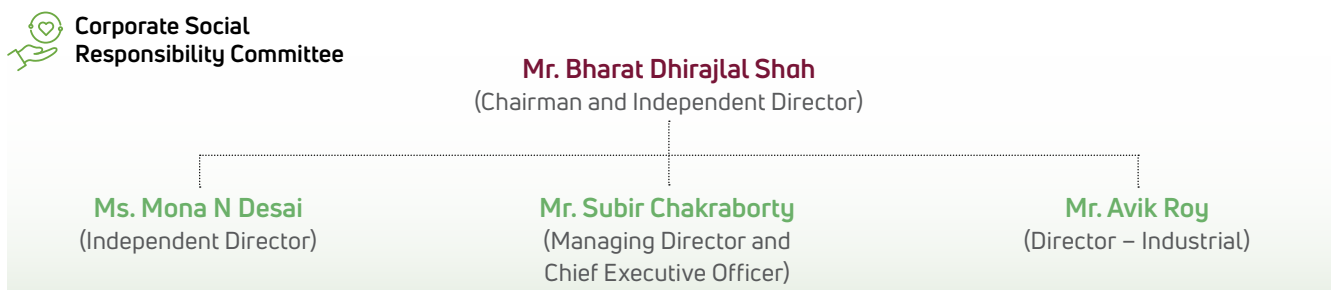 Corporate Social
Responsibility Committee
Mr. Bharat Dhirajlal Shah
(Chairman and Independent Director)
Ms. Mona N Desai
(Independent Director)
Mr. Subir Chakraborty
(Managing Director and
Chief Executive Officer)
Mr. Avik Roy
(Director – Industrial)